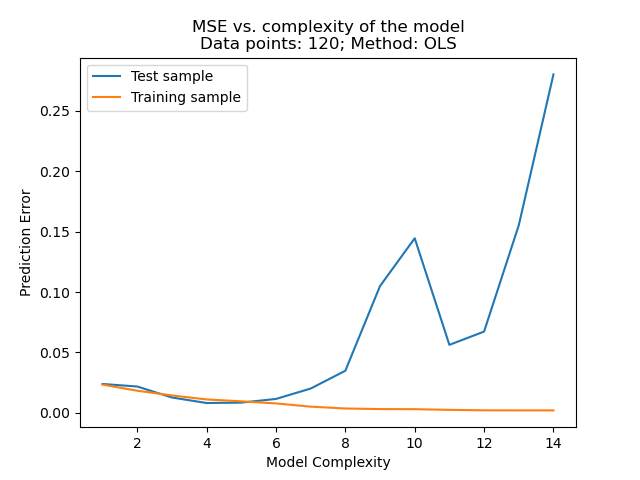 MSE vs. complexity of the model
Data points: 120; Method: OLS
Test sample
Training sample
0.25
0.20
0.15
0.10
0.05
0.00
Prediction Error
2 4 6 8 10 12 14
Model Complexity